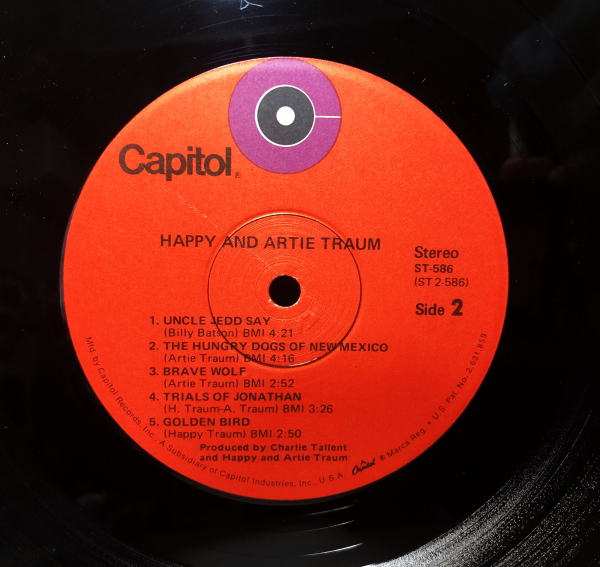 Capitol®
HAPPY AND ARTIE TRAUM
Stereo
ST-586
(ST 2-586)
Side 2
1. UNCLE JEDD SAY
(Billy Batson) BMI 4:21
2. THE HUNGRY DOGS OF NEW MEXICO
(Artie Traum) BMI 4:16
3. BRAVE WOLF
(Artie Traum) BMI 2:52
4. TRIALS OF JONATHAN
(H. Traum-A. Traum) BMI 3:26
5. GOLDEN BIRD
(Happy Traum) BMI 2:50
Produced by Charlie Tallent
and Happy and Artie Traum
Mfd. by Capitol Records, Inc. • A Subsidiary of Capitol Industries, Inc., U.S.A. Capitol ® Marca Reg. • U.S. Pat. No. 2,631,859